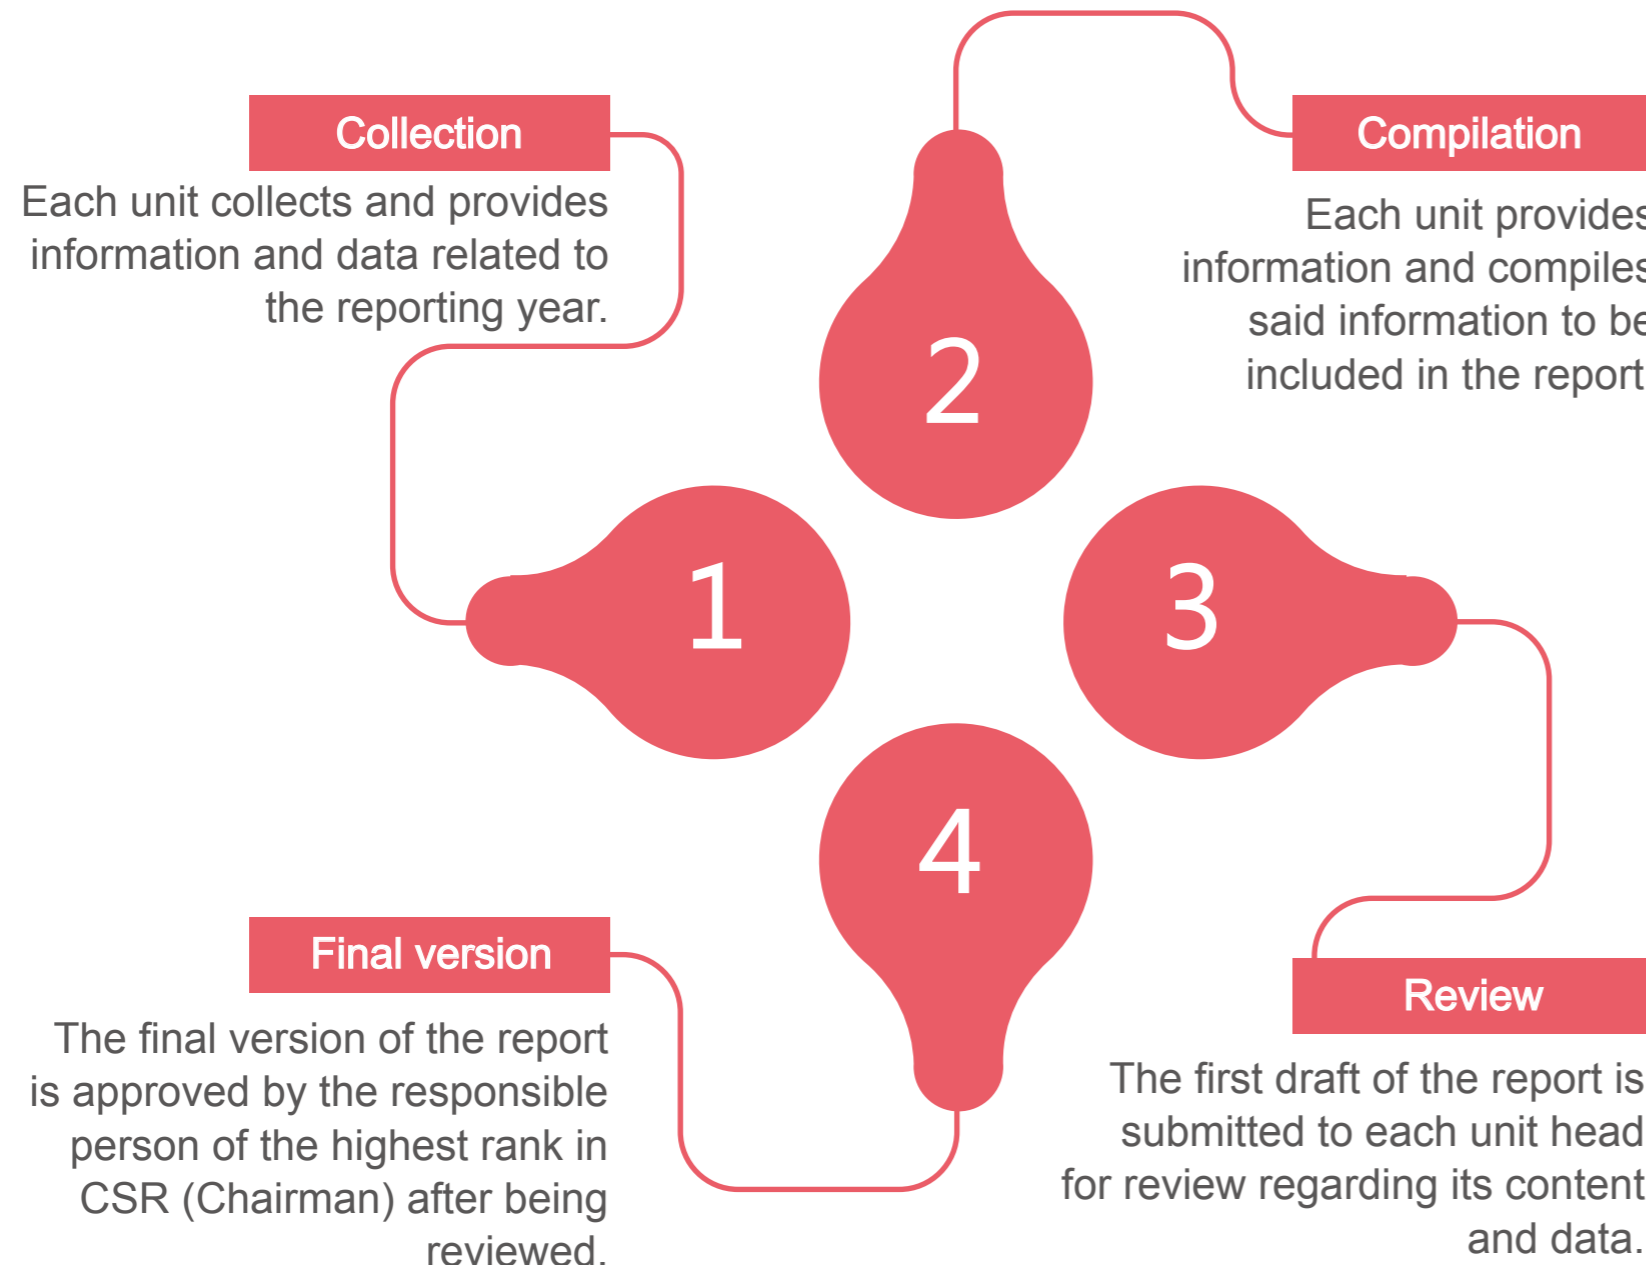 Collection
Each unit collects and provides
information and data related to
the reporting year.
Compilation
Each unit provides
information and compiles
said information to be
included in the report
2
1
3
4
Final version
The final version of the report
is approved by the responsible
person of the highest rank in
CSR (Chairman) after being
reviewed.
Review
The first draft of the report is
submitted to each unit head
for review regarding its content
and data.